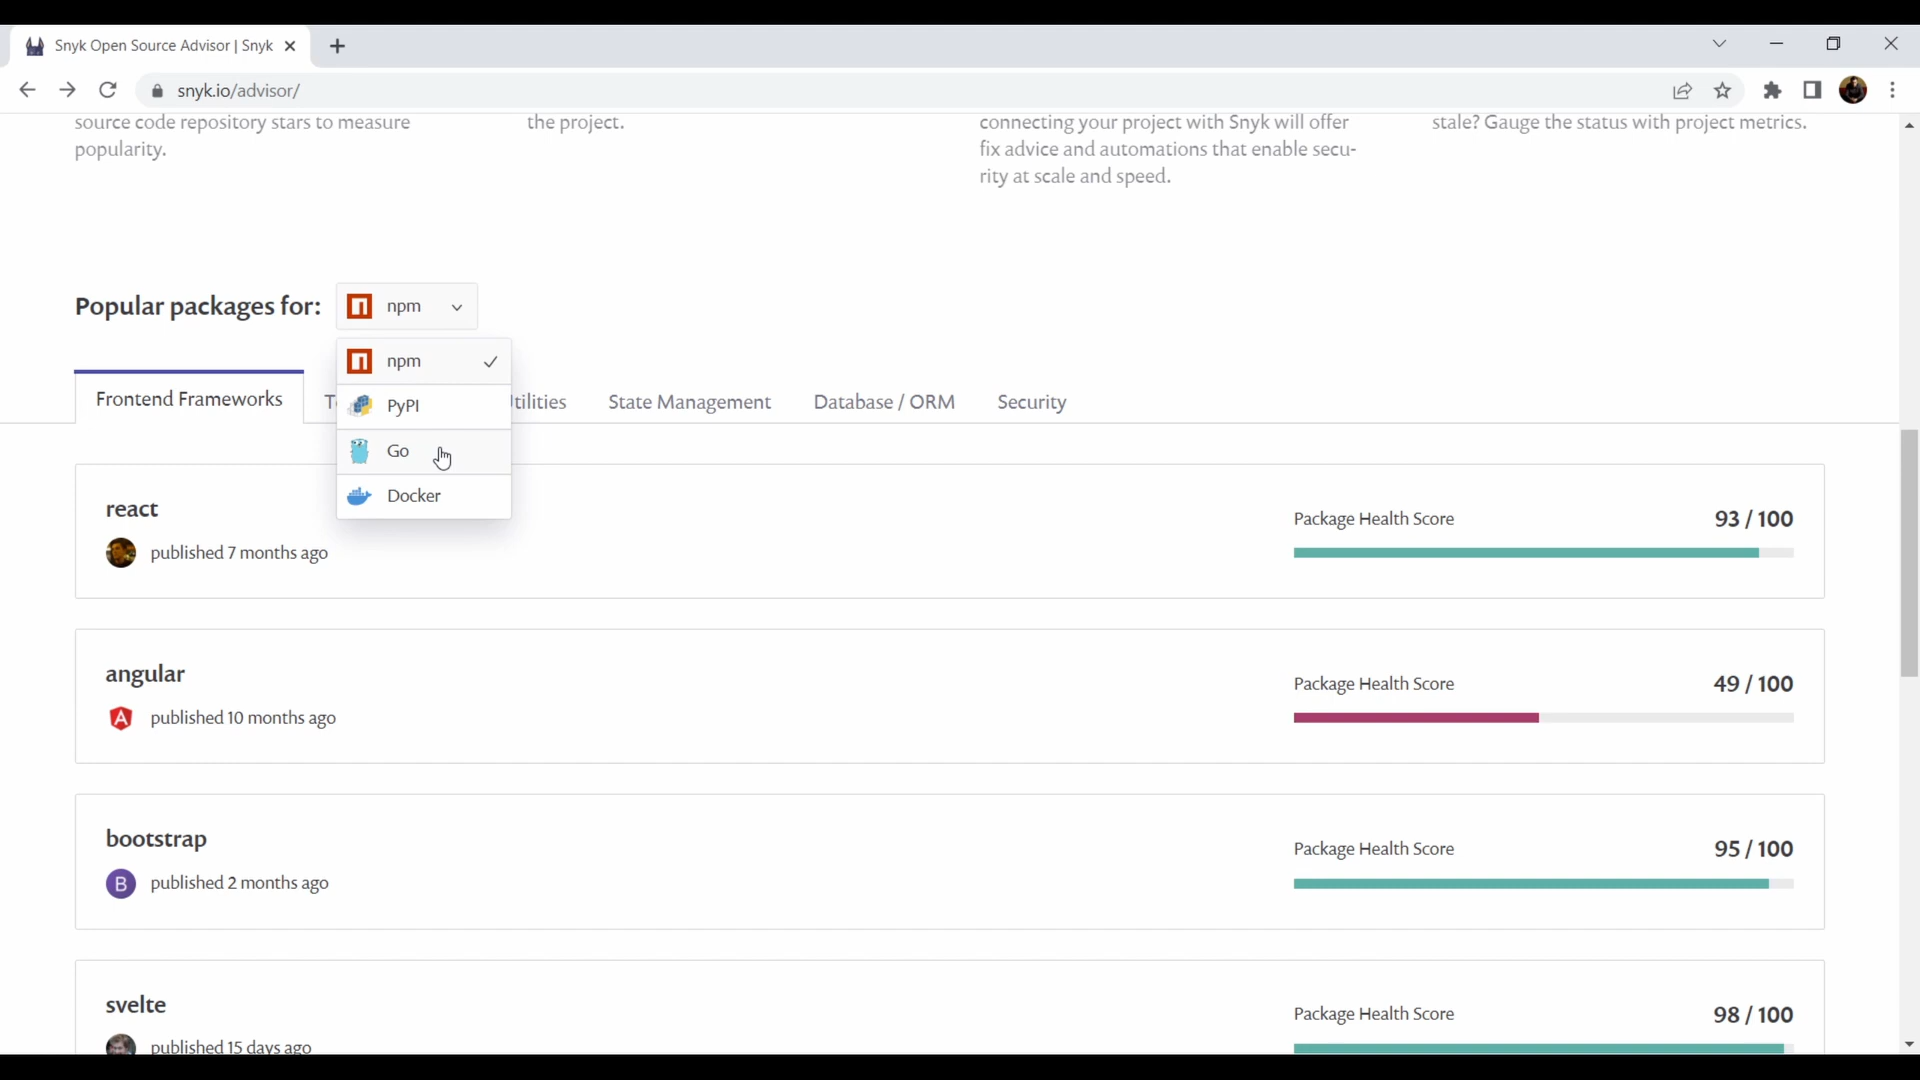 Snyk Open Source Advisor | Snyk
snyk.io/advisor/
source code repository stars to measure
popularity.
the project.
connecting your project with Snyk will offer
fix advice and automations that enable secu-
rity at scale and speed.
stale? Gauge the status with project metrics.
Popular packages for:
npm
npm
PyPI
Go
Docker
Frontend Frameworks
State Management
Database / ORM
Security
react
published 7 months ago
Package Health Score
93 / 100
angular
published 10 months ago
Package Health Score
49 / 100
bootstrap
B
published 2 months ago
Package Health Score
95 / 100
svelte
published 15 days ago
Package Health Score
98 / 100